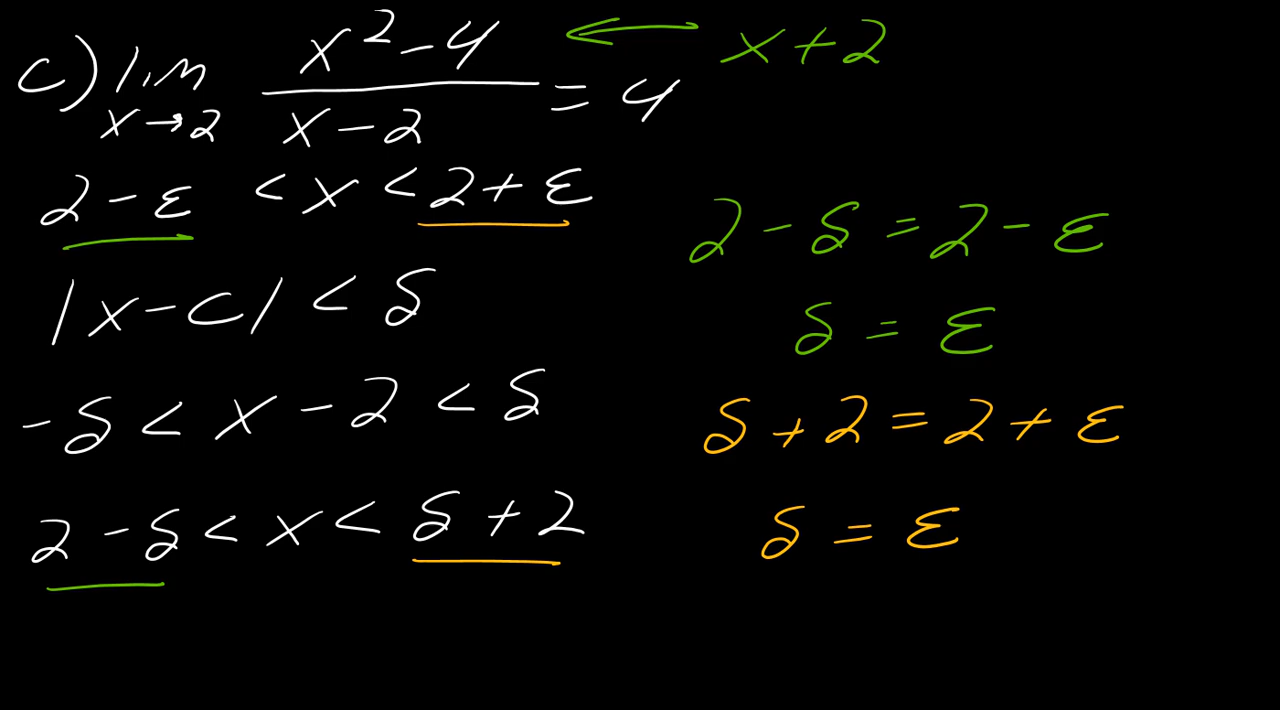 c) lim x→2 (x² - 4)/(x - 2) = 4 ← x + 2
2 - ε < x < 2 + ε
2 - δ = 2 - ε
|x - c| < δ
δ = ε
-δ < x - 2 < δ
δ + 2 = 2 + ε
2 - δ < x < δ + 2
δ = ε